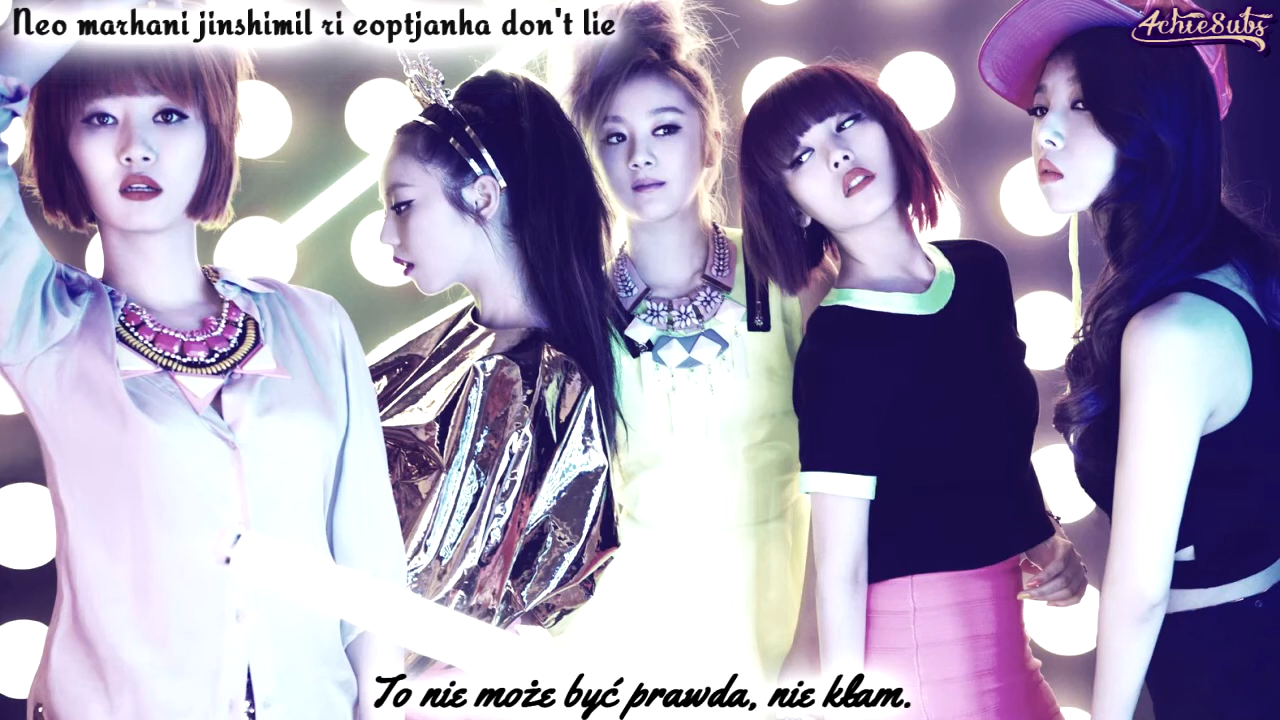 Neo marhani jinshimil ri eoptjanha don't lie
4chieSubs
To nie może być prawda, nie kłam.